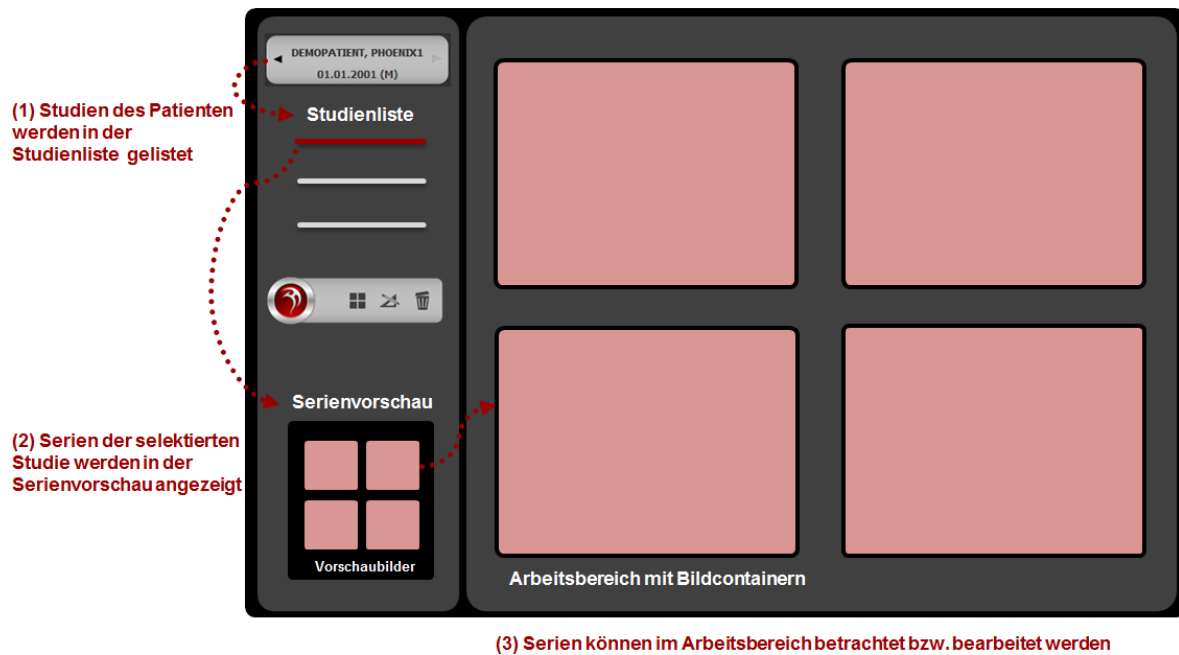 DEMOPATIENT, PHOENIX1
01.01.2001 (M)
(1) Studien des Patienten
werden in der
Studienliste gelistet
Studienliste
Serienvorschau
(2) Serien der selektierten
Studie werden in der
Serienvorschau angezeigt
Vorschaubilder
Arbeitsbereich mit Bildcontainern
(3) Serien können im Arbeitsbereich betrachtet bzw. bearbeitet werden